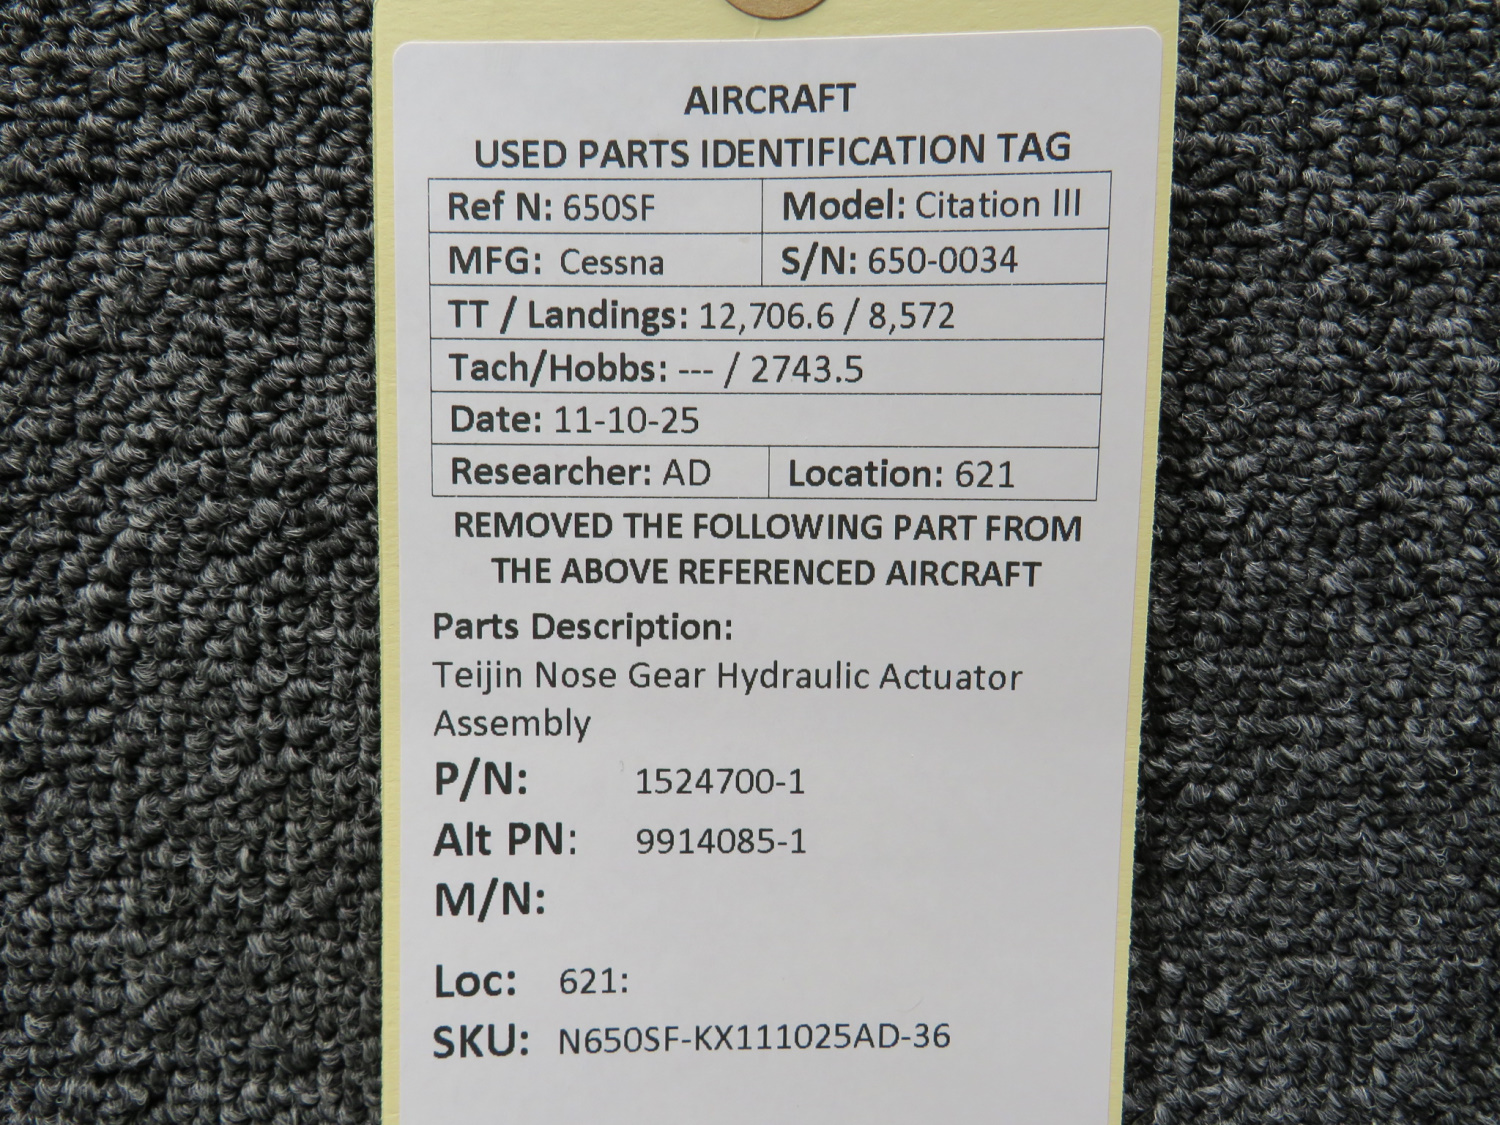 AIRCRAFT
USED PARTS IDENTIFICATION TAG
Ref N: 650SF Model: Citation III
MFG: Cessna S/N: 650-0034
TT / Landings: 12,706.6 / 8,572
Tach/Hobbs: --- / 2743.5
Date: 11-10-25
Researcher: AD Location: 621
REMOVED THE FOLLOWING PART FROM
THE ABOVE REFERENCED AIRCRAFT
Parts Description:
Teijin Nose Gear Hydraulic Actuator
Assembly
P/N: 1524700-1
Alt PN: 9914085-1
M/N:
Loc: 621:
SKU: N650SF-KX111025AD-36